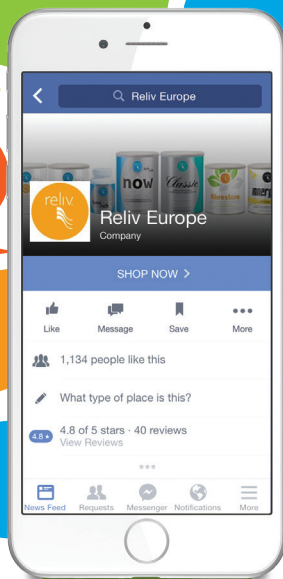 Reliv Europe
now
Classic
reliv
Reliv Europe
Company
SHOP NOW >
Like
Message
Save
More
1,134 people like this
What type of place is this?
4.8 ★
4.8 of 5 stars · 40 reviews
View Reviews
News Feed
Requests
Messenger
Notifications
More